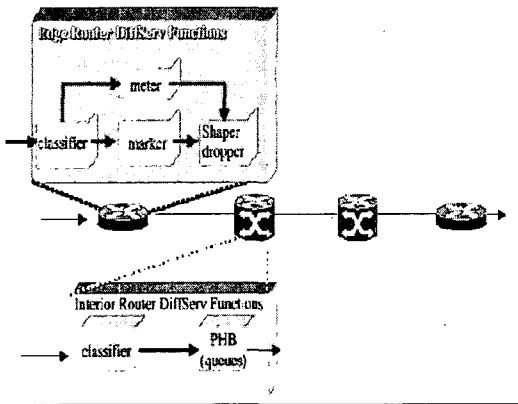 Edge Router DiffServ Functions
meter
classifier
marker
Shaper
dropper
Interior Router DiffServ Functions
classifier
PHB
(queues)